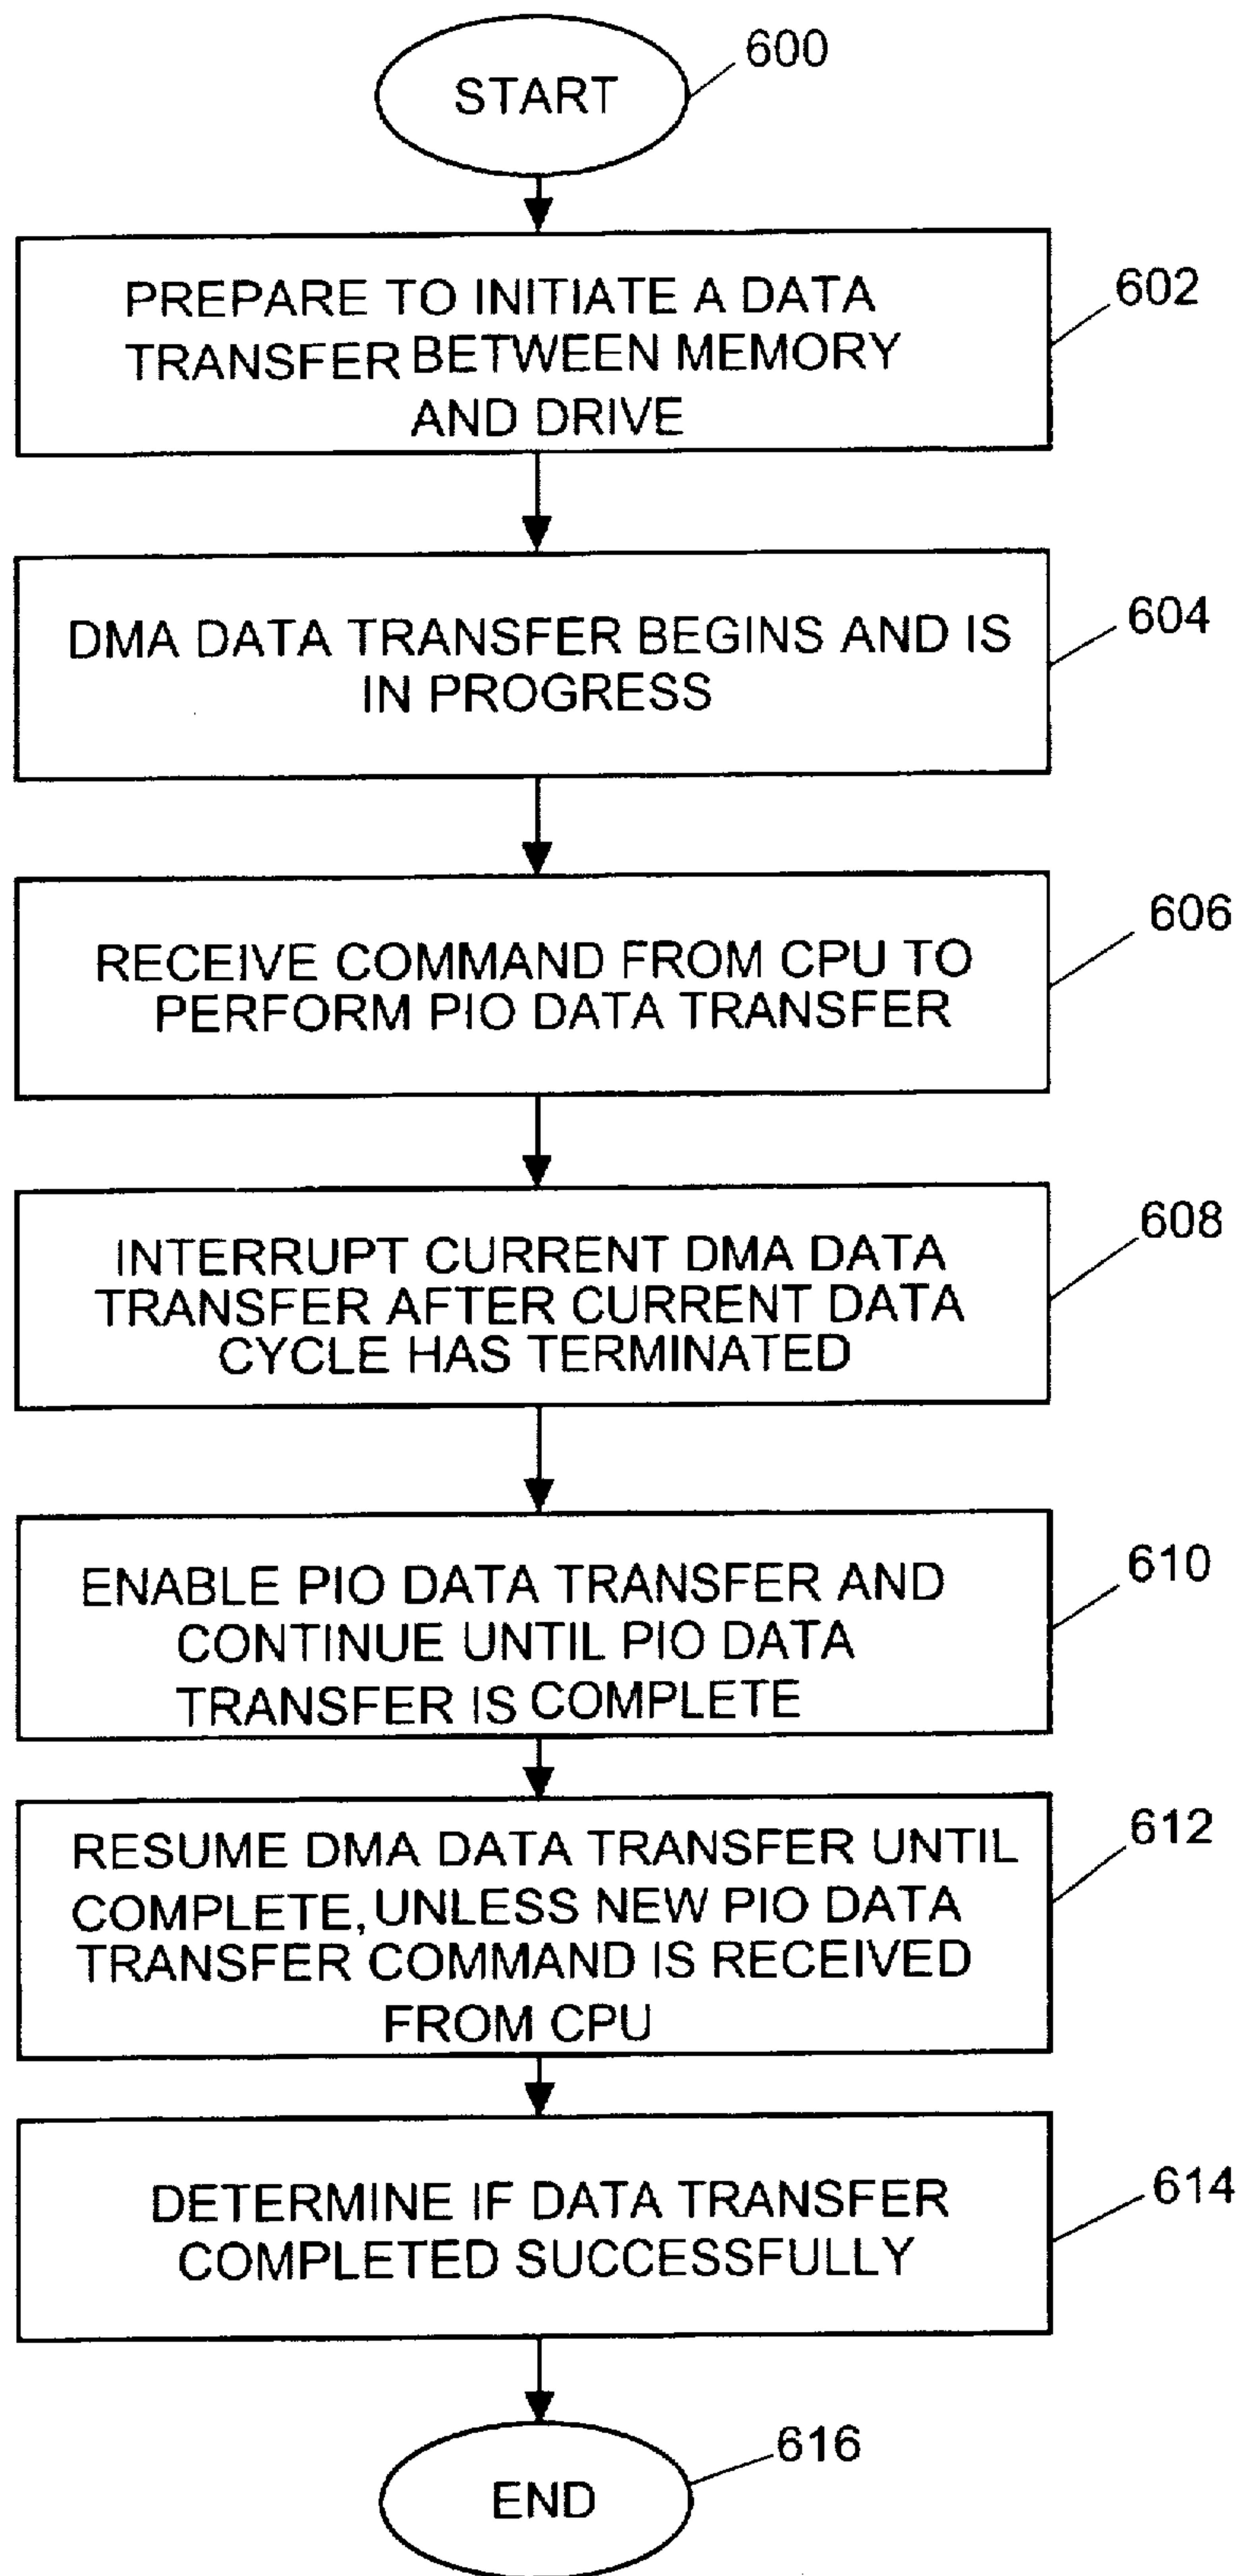 START
600
PREPARE TO INITIATE A DATA
TRANSFER BETWEEN MEMORY
AND DRIVE
602
DMA DATA TRANSFER BEGINS AND IS
IN PROGRESS
604
RECEIVE COMMAND FROM CPU TO
PERFORM PIO DATA TRANSFER
606
INTERRUPT CURRENT DMA DATA
TRANSFER AFTER CURRENT DATA
CYCLE HAS TERMINATED
608
ENABLE PIO DATA TRANSFER AND
CONTINUE UNTIL PIO DATA
TRANSFER IS COMPLETE
610
RESUME DMA DATA TRANSFER UNTIL
COMPLETE, UNLESS NEW PIO DATA
TRANSFER COMMAND IS RECEIVED
FROM CPU
612
DETERMINE IF DATA TRANSFER
COMPLETED SUCCESSFULLY
614
END
616